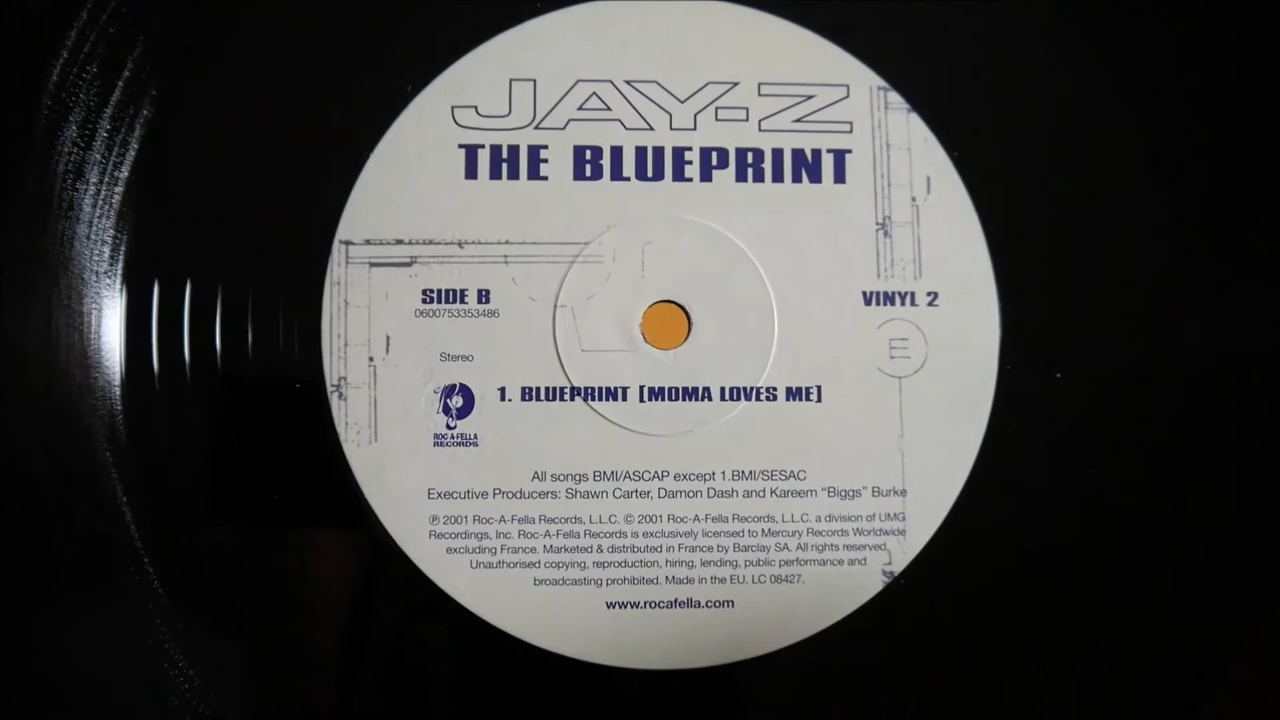 JAY-Z
THE BLUEPRINT
SIDE B
0600753353486
VINYL 2
Stereo
E
ROC-A-FELLA
RECORDS
1. BLUEPRINT [MOMA LOVES ME]
All songs BMI/ASCAP except 1.BMI/SESAC
Executive Producers: Shawn Carter, Damon Dash and Kareem “Biggs” Burke
℗ 2001 Roc-A-Fella Records, L.L.C. © 2001 Roc-A-Fella Records, L.L.C. a division of UMG
Recordings, Inc. Roc-A-Fella Records is exclusively licensed to Mercury Records Worldwide
excluding France. Marketed & distributed in France by Barclay SA. All rights reserved.
Unauthorised copying, reproduction, hiring, lending, public performance and
broadcasting prohibited. Made in the EU. LC 08427.
www.rocafella.com